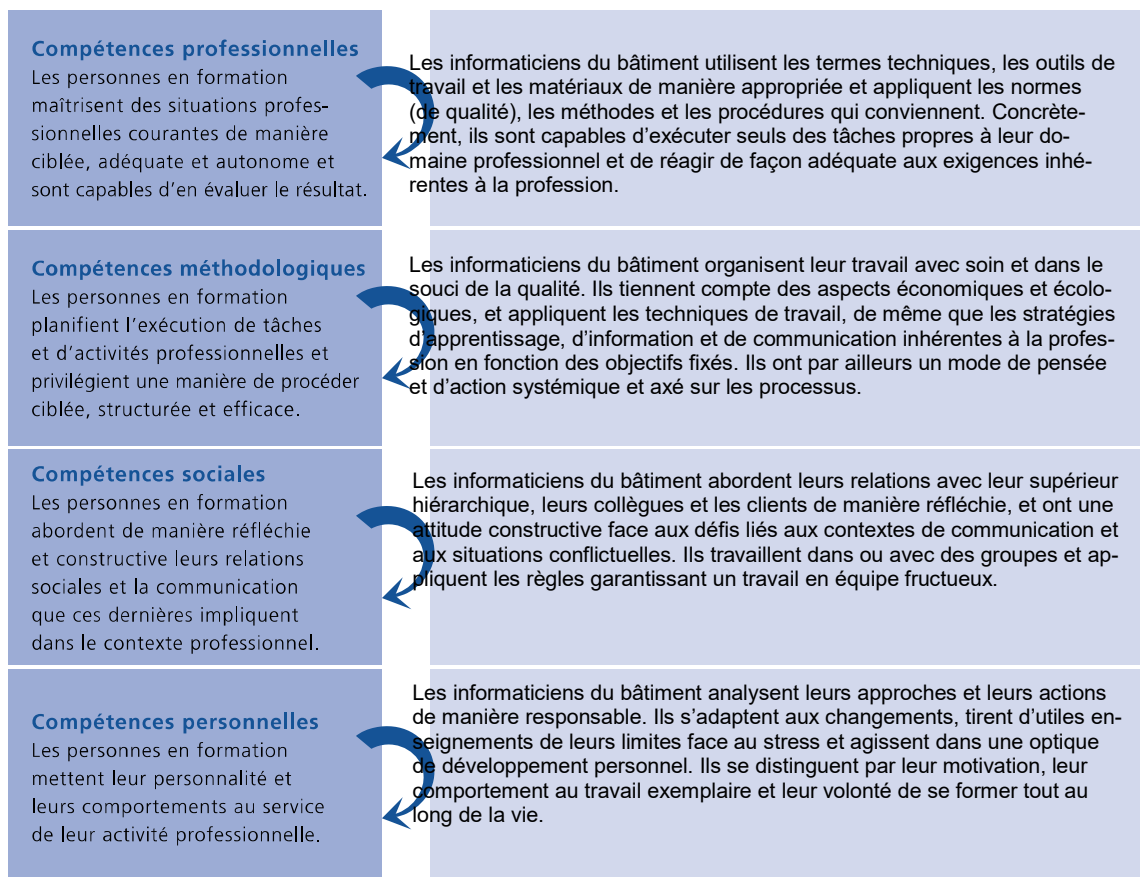 Compétences professionnelles
Les personnes en formation
maîtrisent des situations profes-
sionnelles courantes de manière
ciblée, adéquate et autonome et
sont capables d'en évaluer le résultat.
Les informaticiens du bâtiment utilisent les termes techniques, les outils de
travail et les matériaux de manière appropriée et appliquent les normes
(de qualité), les méthodes et les procédures qui conviennent. Concrète-
ment, ils sont capables d'exécuter seuls des tâches propres à leur do-
maine professionnel et de réagir de façon adéquate aux exigences inhé-
rentes à la profession.
Compétences méthodologiques
Les personnes en formation
planifient l'exécution de tâches
et d'activités professionnelles et
privilégient une manière de procéder
ciblée, structurée et efficace.
Les informaticiens du bâtiment organisent leur travail avec soin et dans le
souci de la qualité. Ils tiennent compte des aspects économiques et écolo-
giques, et appliquent les techniques de travail, de même que les stratégies
d'apprentissage, d'information et de communication inhérentes à la profes-
sion en fonction des objectifs fixés. Ils ont par ailleurs un mode de pensée
et d'action systémique et axé sur les processus.
Compétences sociales
Les personnes en formation
abordent de manière réfléchie
et constructive leurs relations
sociales et la communication
que ces dernières impliquent
dans le contexte professionnel.
Les informaticiens du bâtiment abordent leurs relations avec leur supérieur
hiérarchique, leurs collègues et les clients de manière réfléchie, et ont une
attitude constructive face aux défis liés aux contextes de communication et
aux situations conflictuelles. Ils travaillent dans ou avec des groupes et ap-
pliquent les règles garantissant un travail en équipe fructueux.
Compétences personnelles
Les personnes en formation
mettent leur personnalité et
leurs comportements au service
de leur activité professionnelle.
Les informaticiens du bâtiment analysent leurs approches et leurs actions
de manière responsable. Ils s'adaptent aux changements, tirent d'utiles en-
seignements de leurs limites face au stress et agissent dans une optique
de développement personnel. Ils se distinguent par leur motivation, leur
comportement au travail exemplaire et leur volonté de se former tout au
long de la vie.